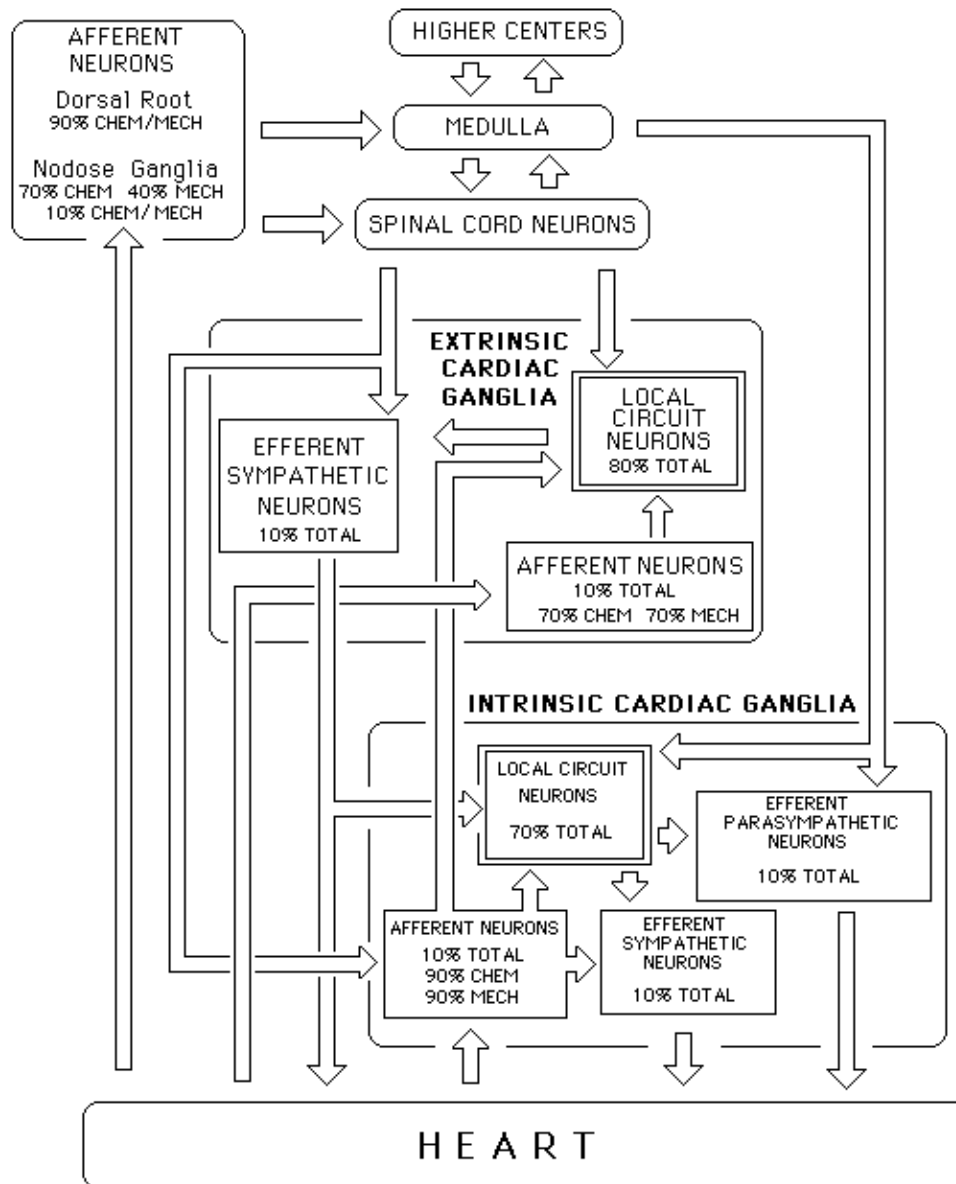 AFFERENT
NEURONS
Dorsal Root
90% CHEM/MECH
Nodose Ganglia
70% CHEM 40% MECH
10% CHEM/MECH
HIGHER CENTERS
MEDULLA
SPINAL CORD NEURONS
EXTRINSIC
CARDIAC
GANGLIA
LOCAL
CIRCUIT
NEURONS
80% TOTAL
EFFERENT
SYMPATHETIC
NEURONS
10% TOTAL
AFFERENT NEURONS
10% TOTAL
70% CHEM 70% MECH
INTRINSIC CARDIAC GANGLIA
LOCAL CIRCUIT
NEURONS
70% TOTAL
EFFERENT
PARASYMPATHETIC
NEURONS
10% TOTAL
AFFERENT NEURONS
10% TOTAL
90% CHEM
90% MECH
EFFERENT
SYMPATHETIC
NEURONS
10% TOTAL
HEART